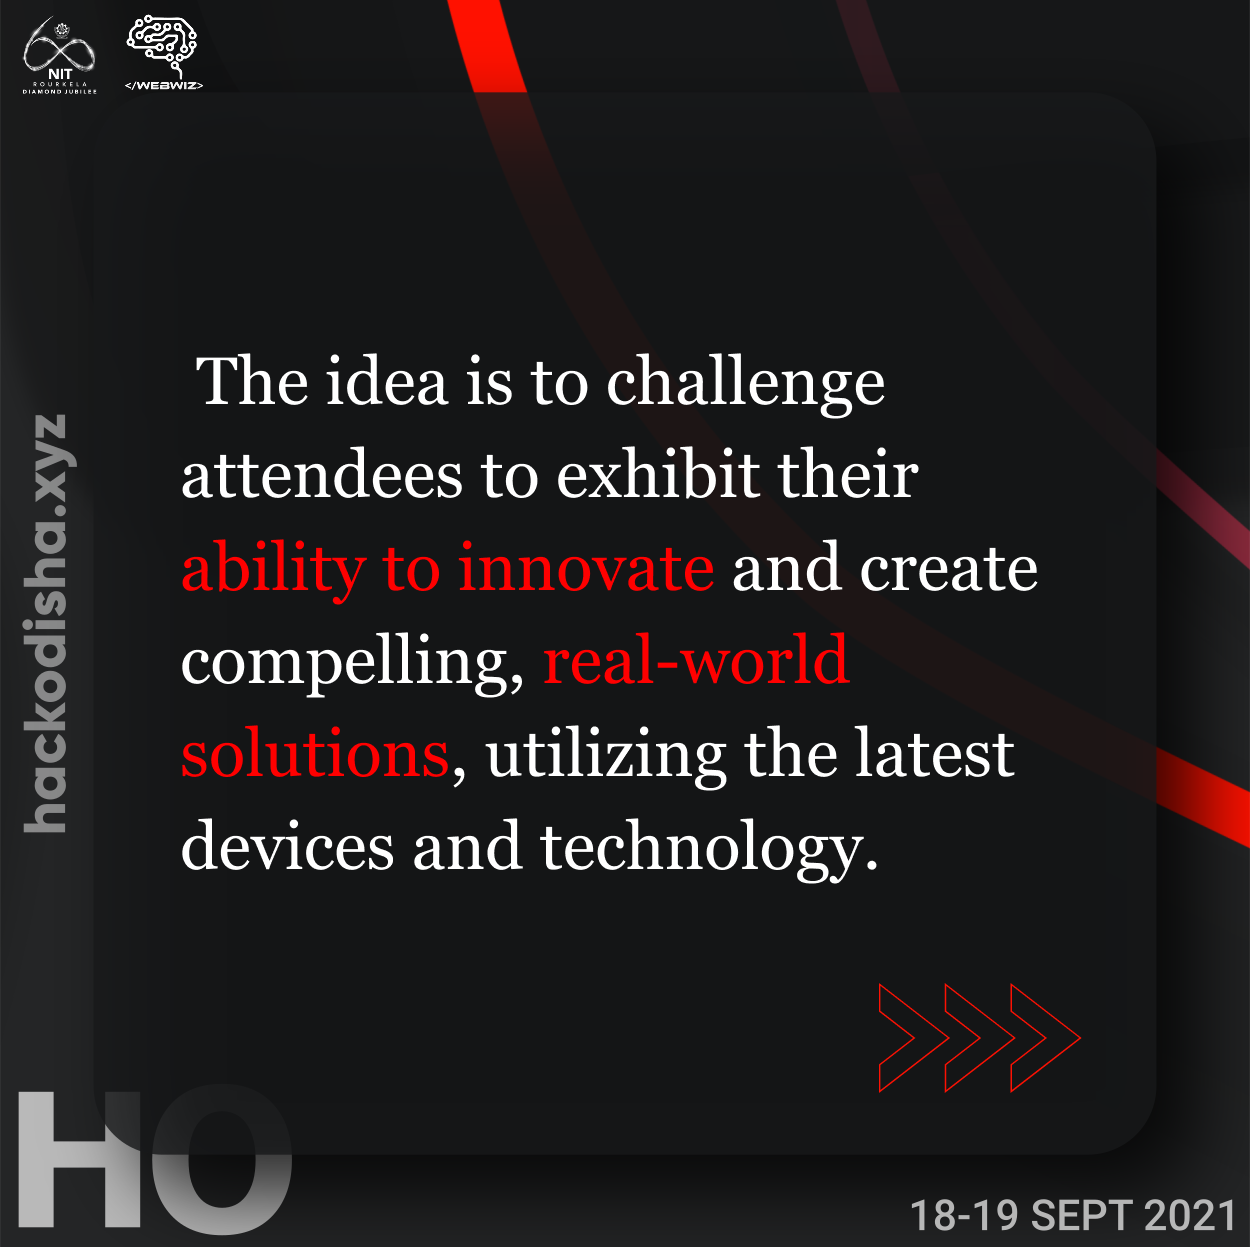 NIT
ROURKELA
DIAMOND JUBILEE
</WEBWIZ>
The idea is to challenge
attendees to exhibit their
ability to innovate and create
compelling, real-world
solutions, utilizing the latest
devices and technology.
hackodisha.xyz
HO
18-19 SEPT 2021